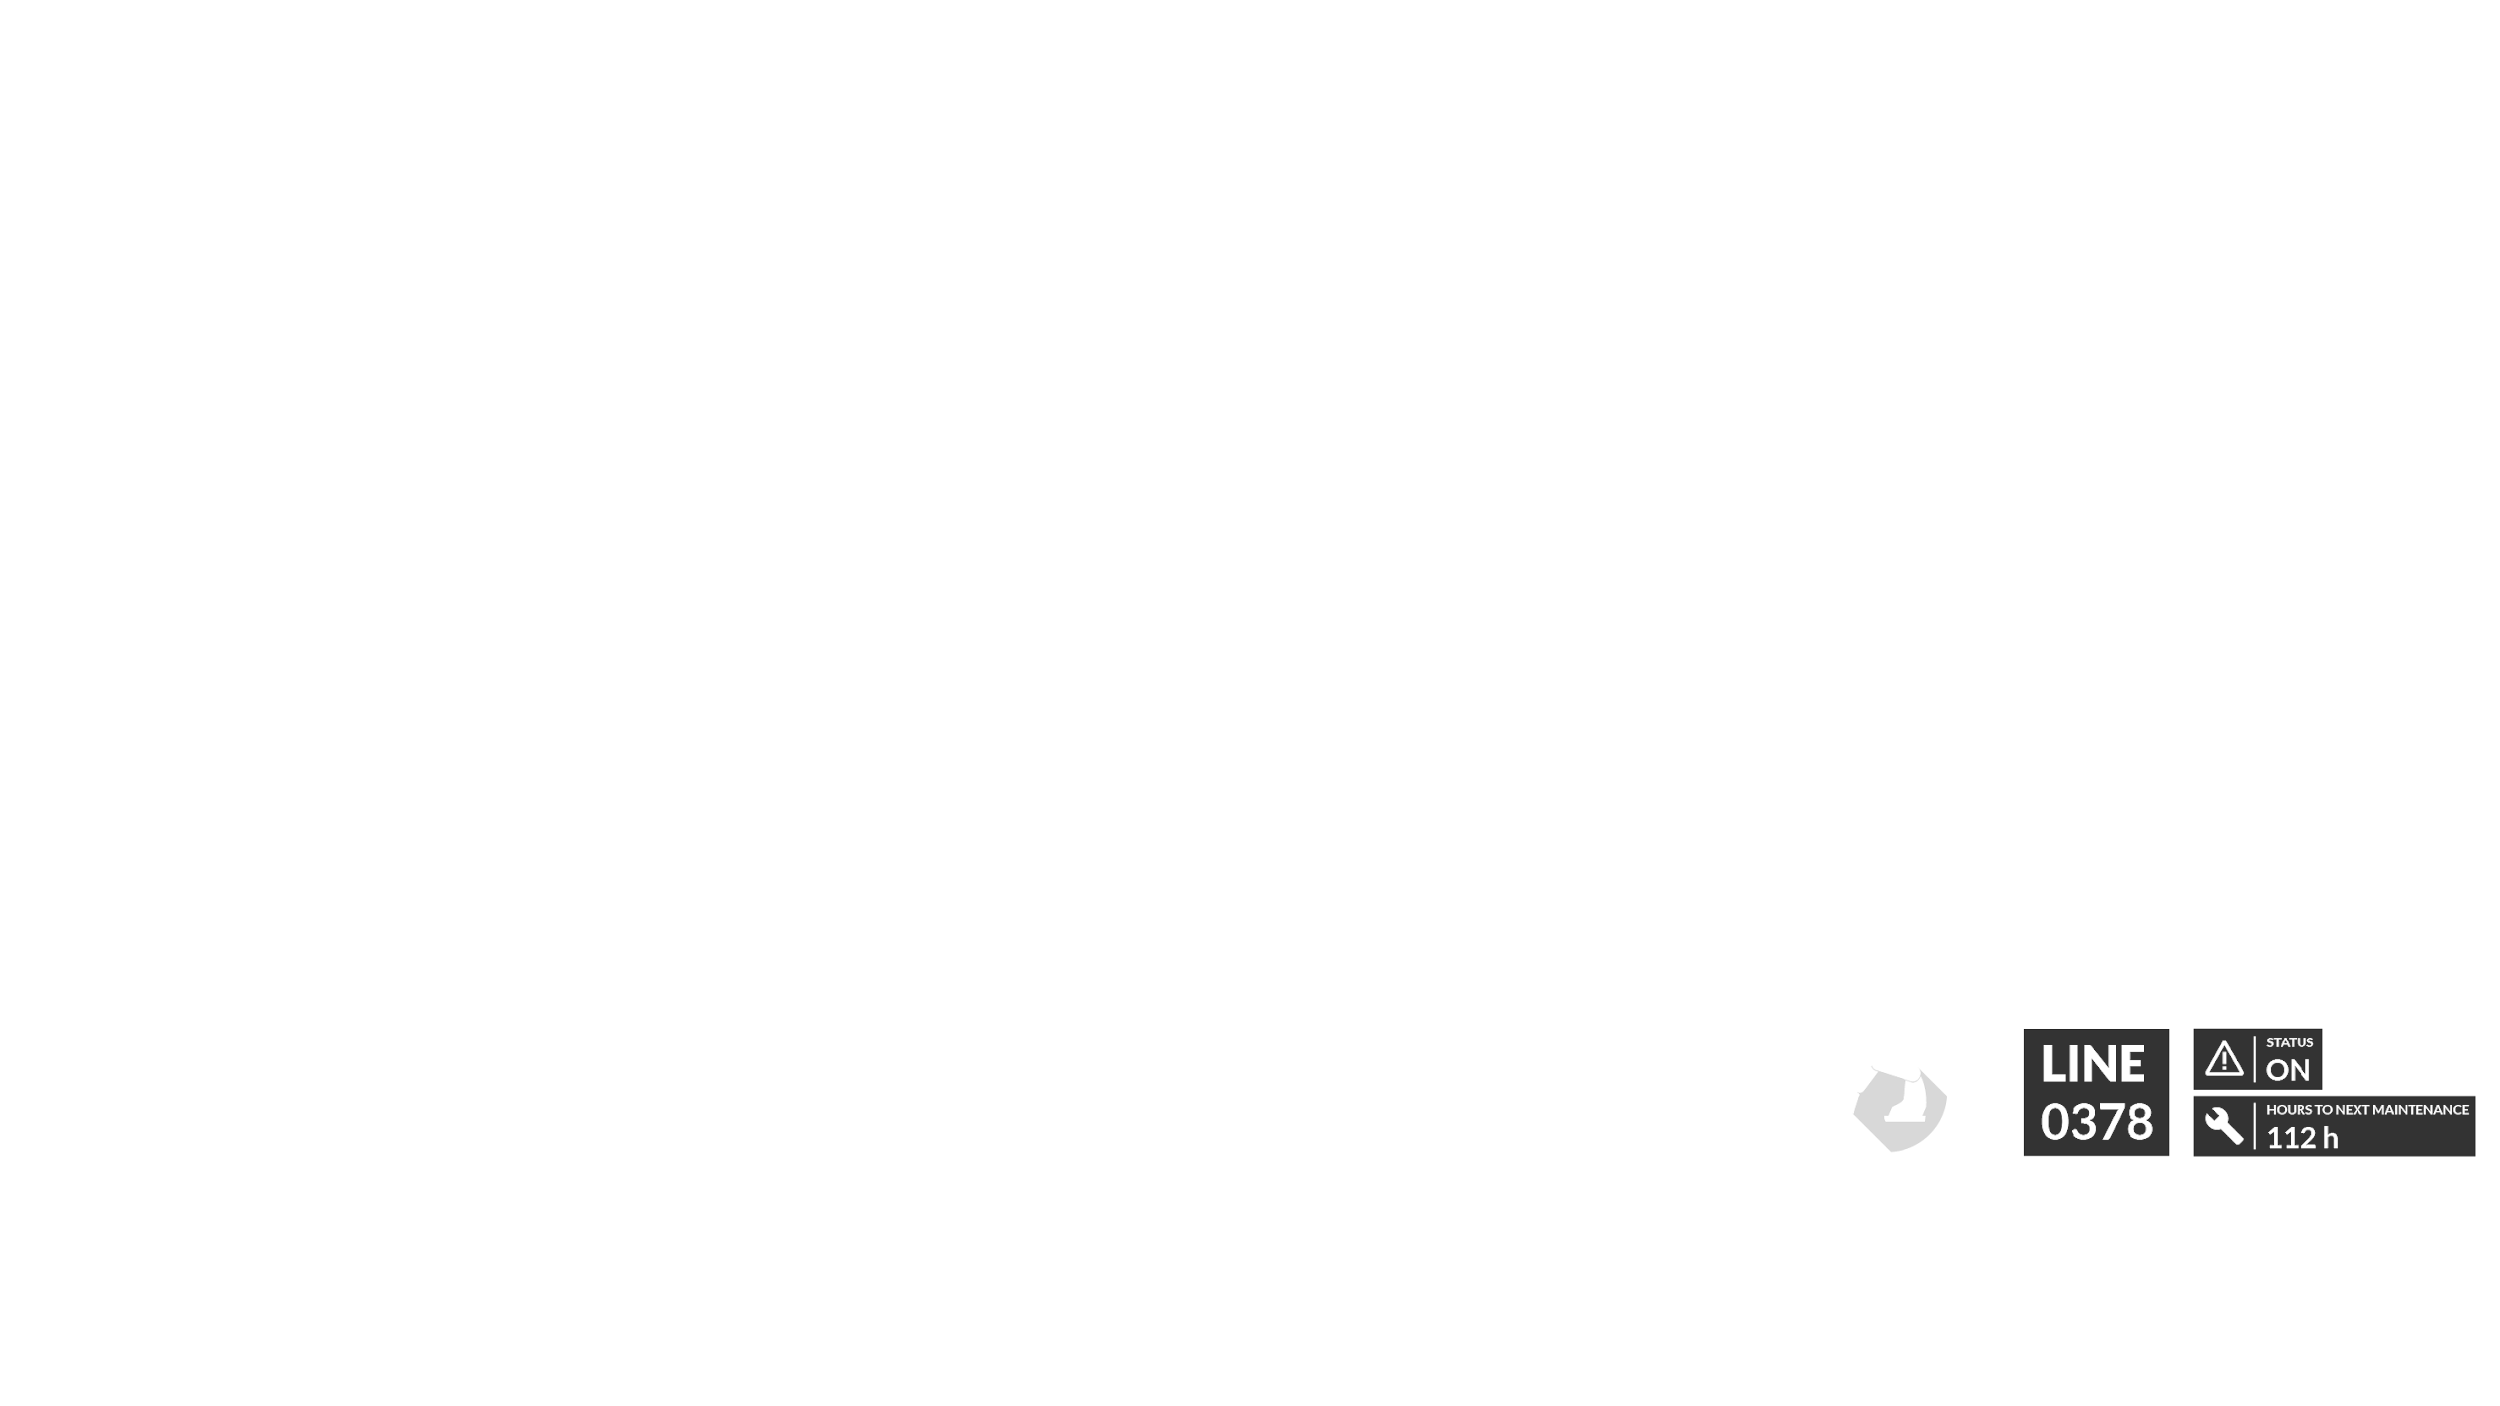 LINE
0378
STATUS
ON
HOURS TO NEXT MAINTENANCE
112 h